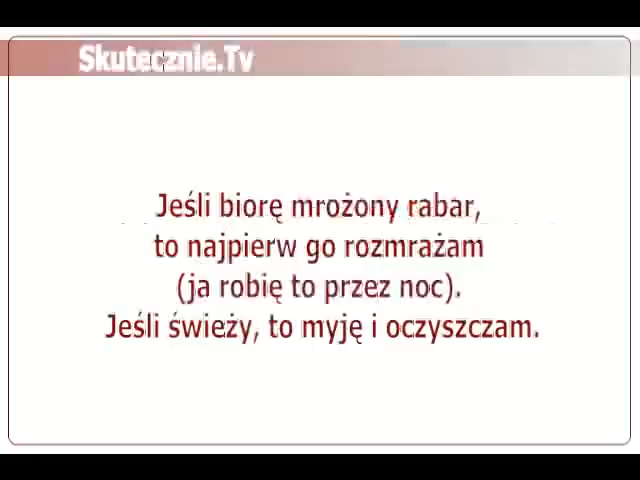 Skutecznie.Tv
Jeśli biorę mrożony rabar,
to najpierw go rozmrażam
(ja robię to przez noc).
Jeśli świeży, to myję i oczyszczam.